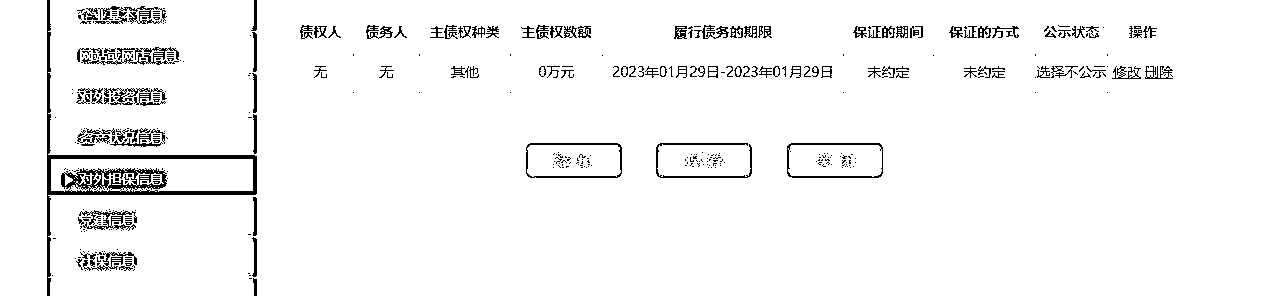 企业基本信息
网站或网店信息
对外投资信息
资产状况信息
对外担保信息
党建信息
社保信息
债权人 债务人 主债权种类 主债权数额 履行债务的期限 保证的期间 保证的方式 公示状态 操作
无 无 其他 0万元 2023年01月29日-2023年01月29日 未约定 未约定 选择不公示 修改 删除